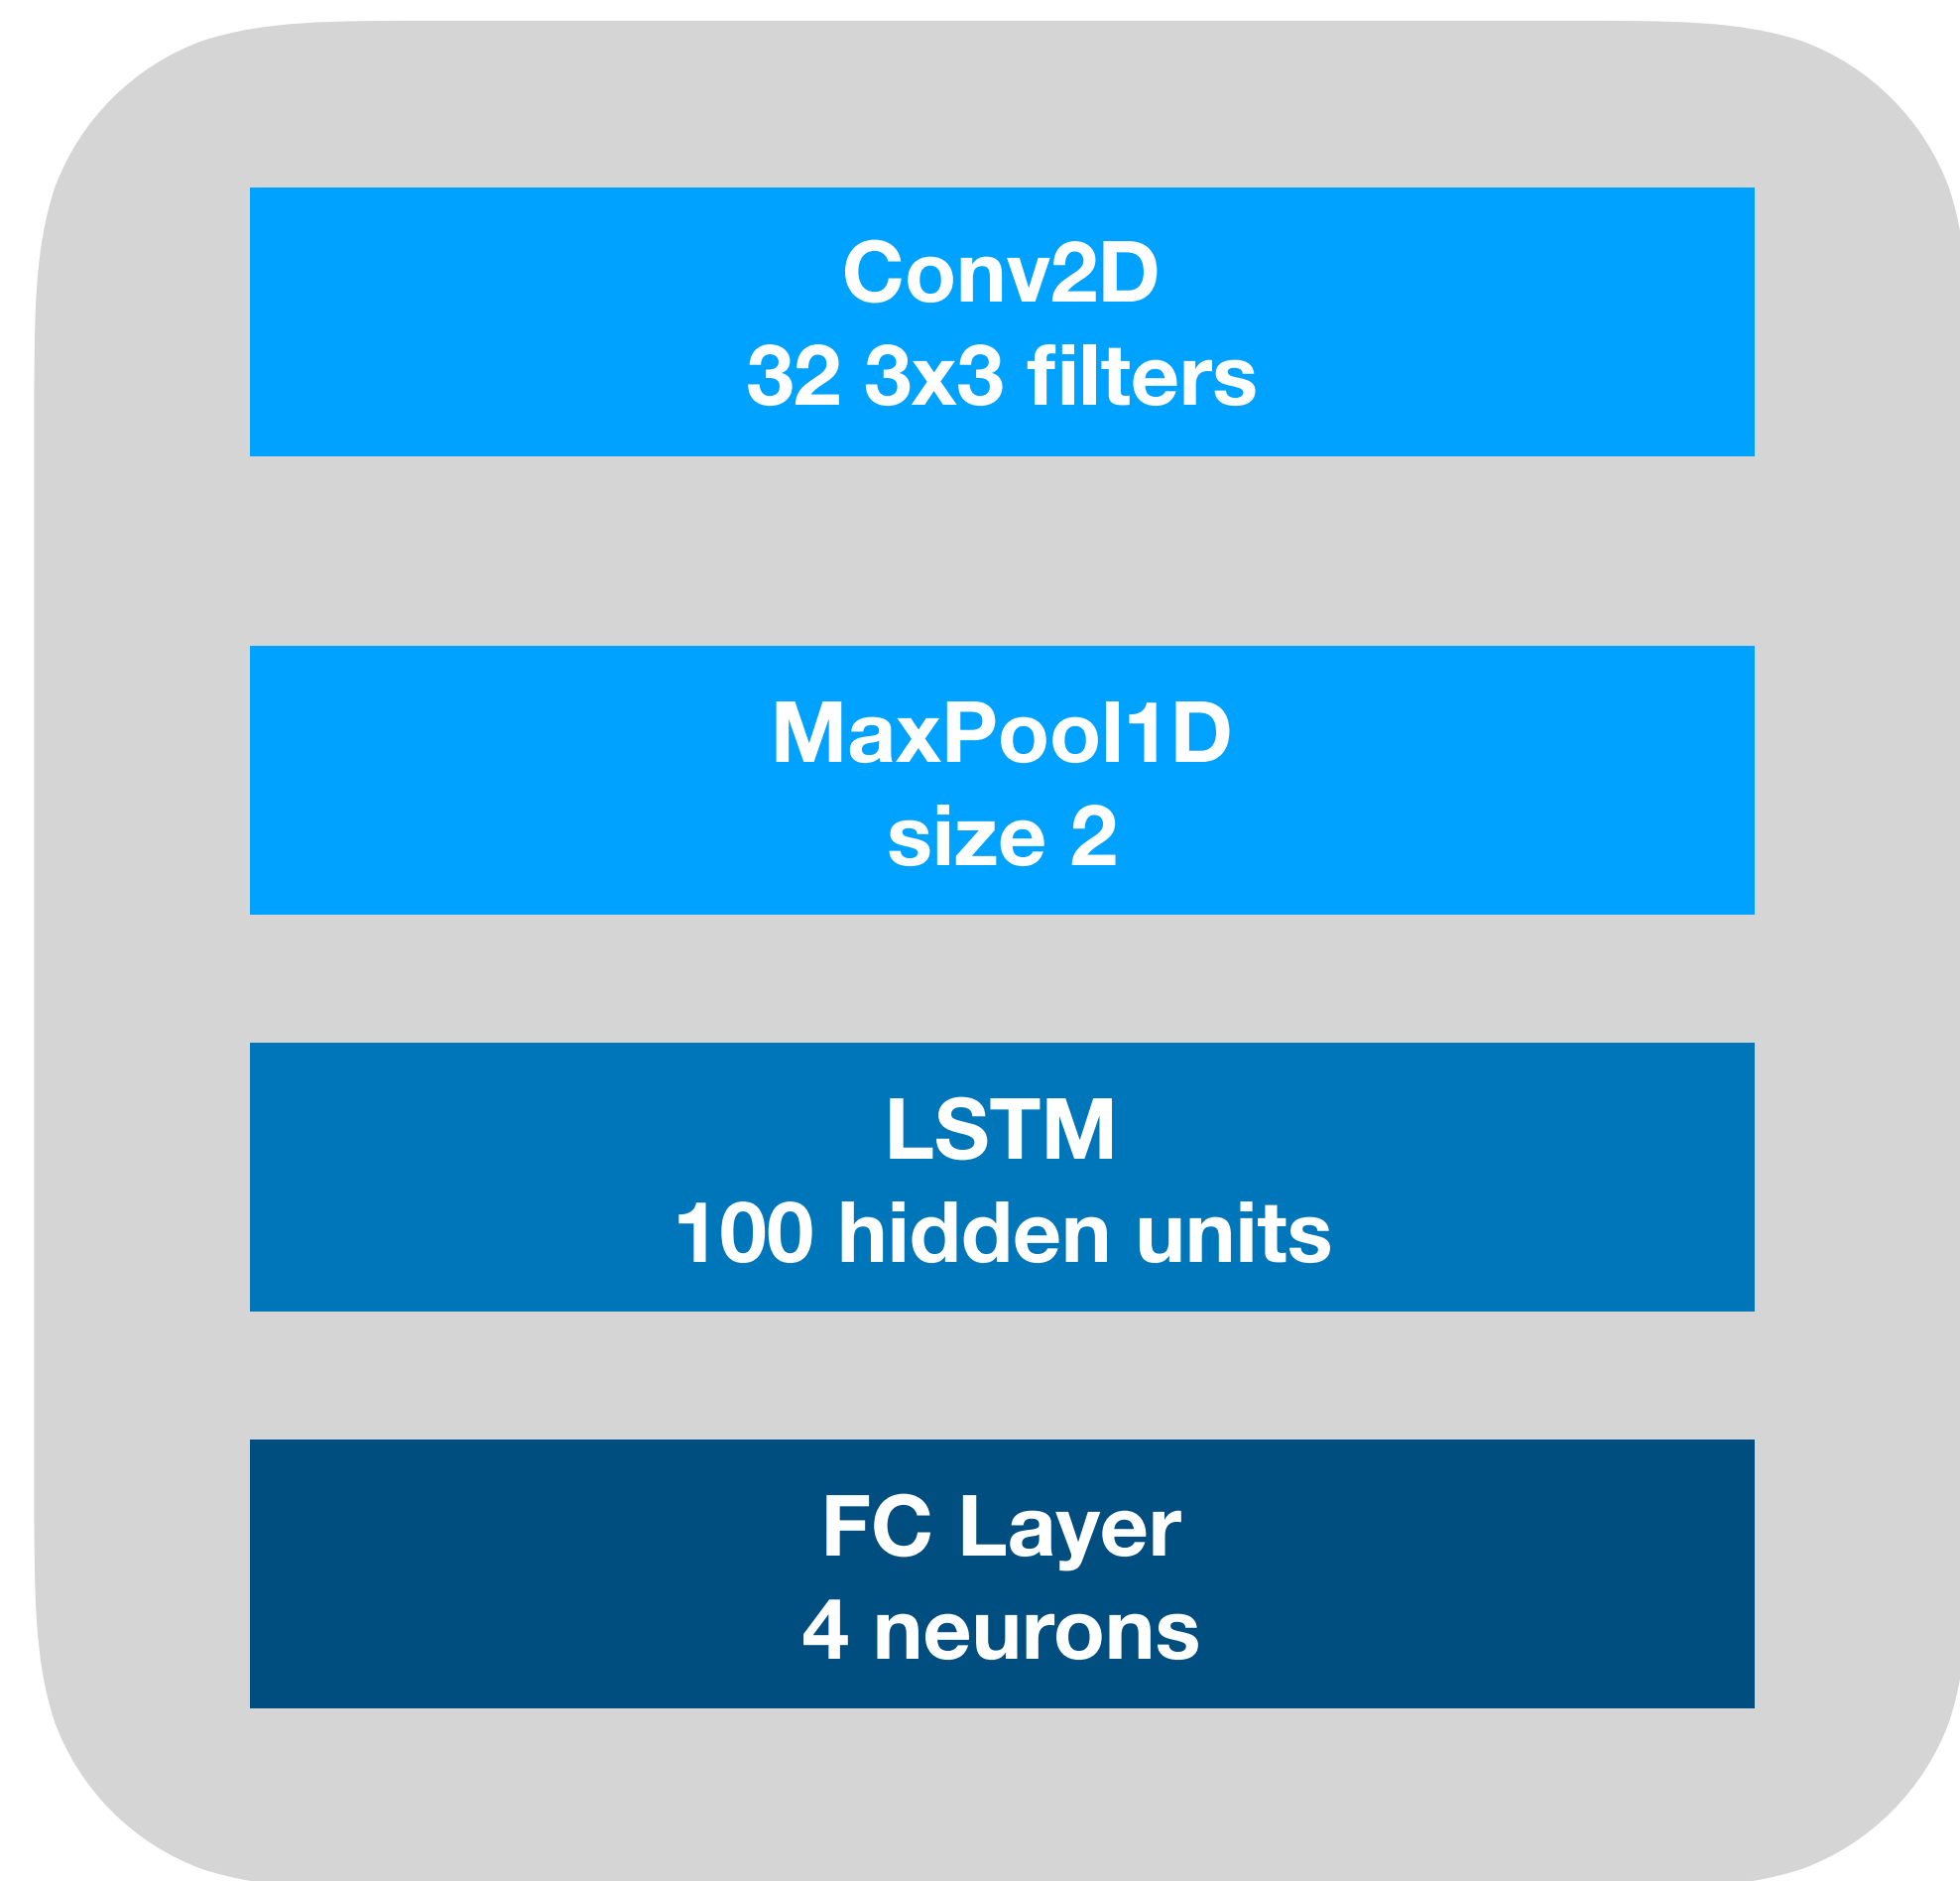 Conv2D
32 3x3 filters
MaxPool1D
size 2
LSTM
100 hidden units
FC Layer
4 neurons